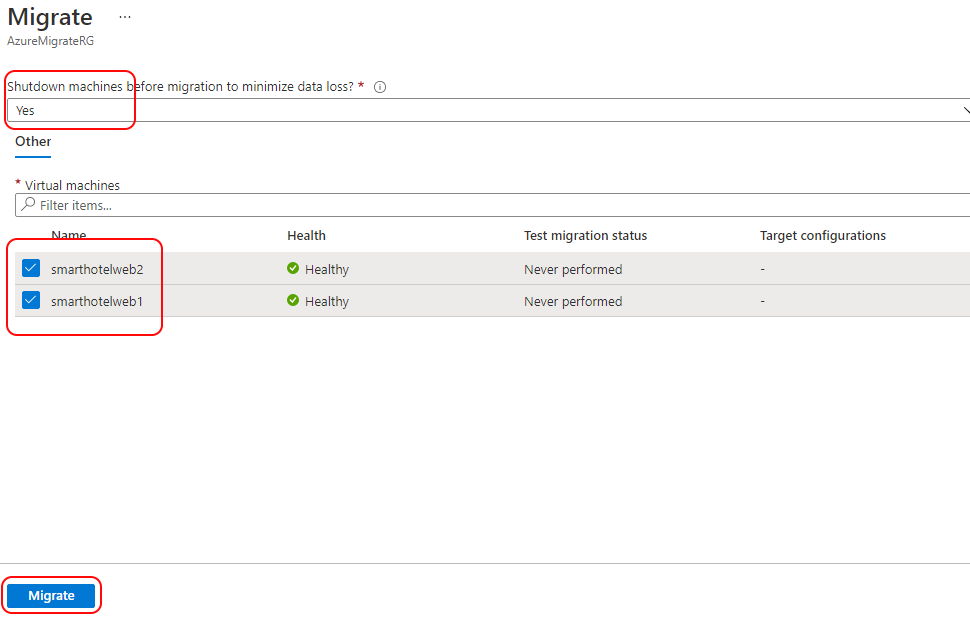 Migrate ...
AzureMigrateRG
Shutdown machines before migration to minimize data loss? *
Yes
Other
* Virtual machines
Filter items...
Name Health Test migration status Target configurations
smarthotelweb2 Healthy Never performed -
smarthotelweb1 Healthy Never performed -
Migrate